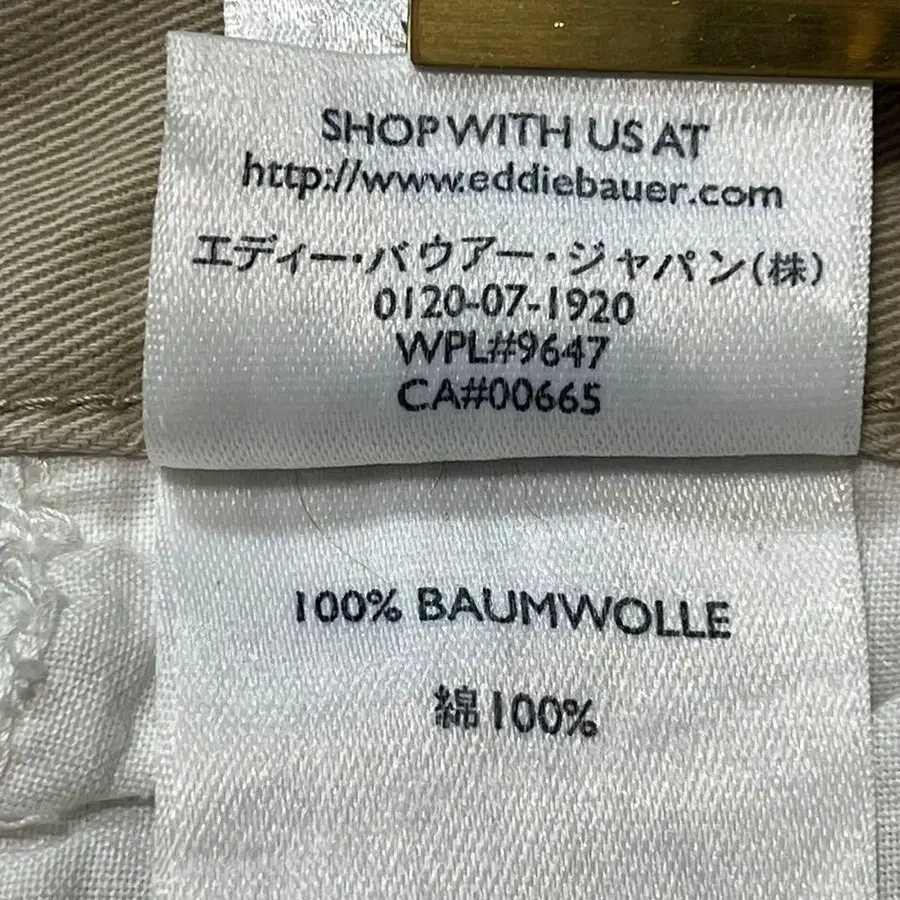 SHOP WITH US AT
http://www.eddiebauer.com
エディー・バウアー・ジャパン(株)
0120-07-1920
WPL#9647
CA#00665
100% BAUMWOLLE
綿100%